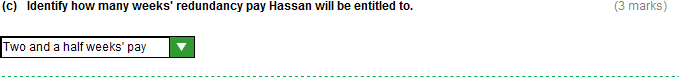 (c) Identify how many weeks' redundancy pay Hassan will be entitled to. (3 marks)
Two and a half weeks' pay